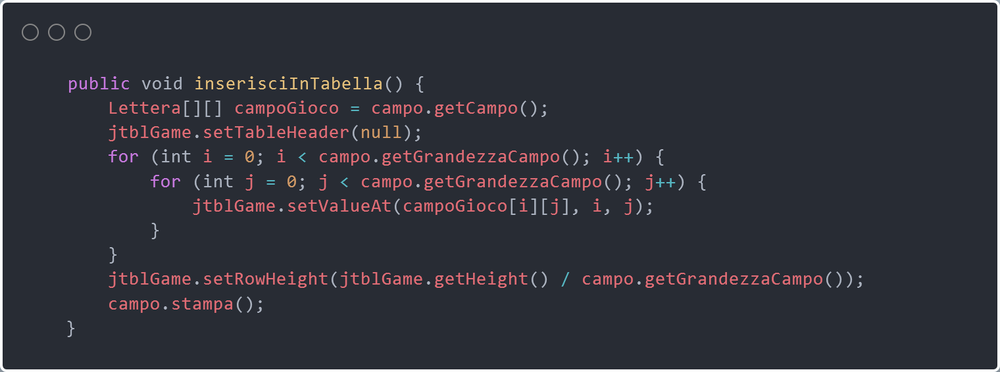 public void inserisciInTabella() {
    Lettera[][] campoGioco = campo.getCampo();
    jtblGame.setTableHeader(null);
    for (int i = 0; i < campo.getGrandezzaCampo(); i++) {
        for (int j = 0; j < campo.getGrandezzaCampo(); j++) {
            jtblGame.setValueAt(campoGioco[i][j], i, j);
        }
    }
    jtblGame.setRowHeight(jtblGame.getHeight() / campo.getGrandezzaCampo());
    campo.stampa();
}